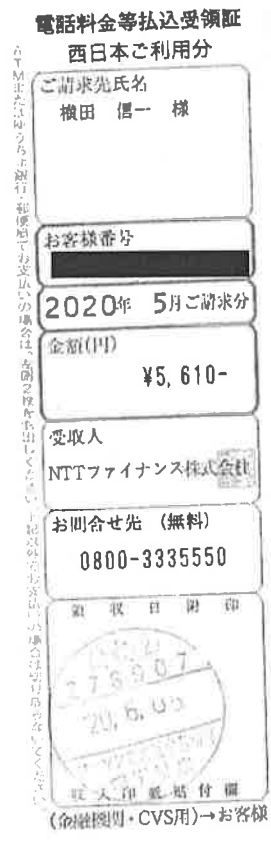 電話料金等払込受領証
西日本ご利用分
ご請求先氏名
横田 信一 様
お客様番号
2020年 5月ご請求分
金額(円)
¥5,610-
受取人
NTTファイナンス株式会社
お問合せ先 (無料)
0800-3335550
領収日附印
20.6.05
収入印紙貼付欄
(金融機関・CVS用)→お客様